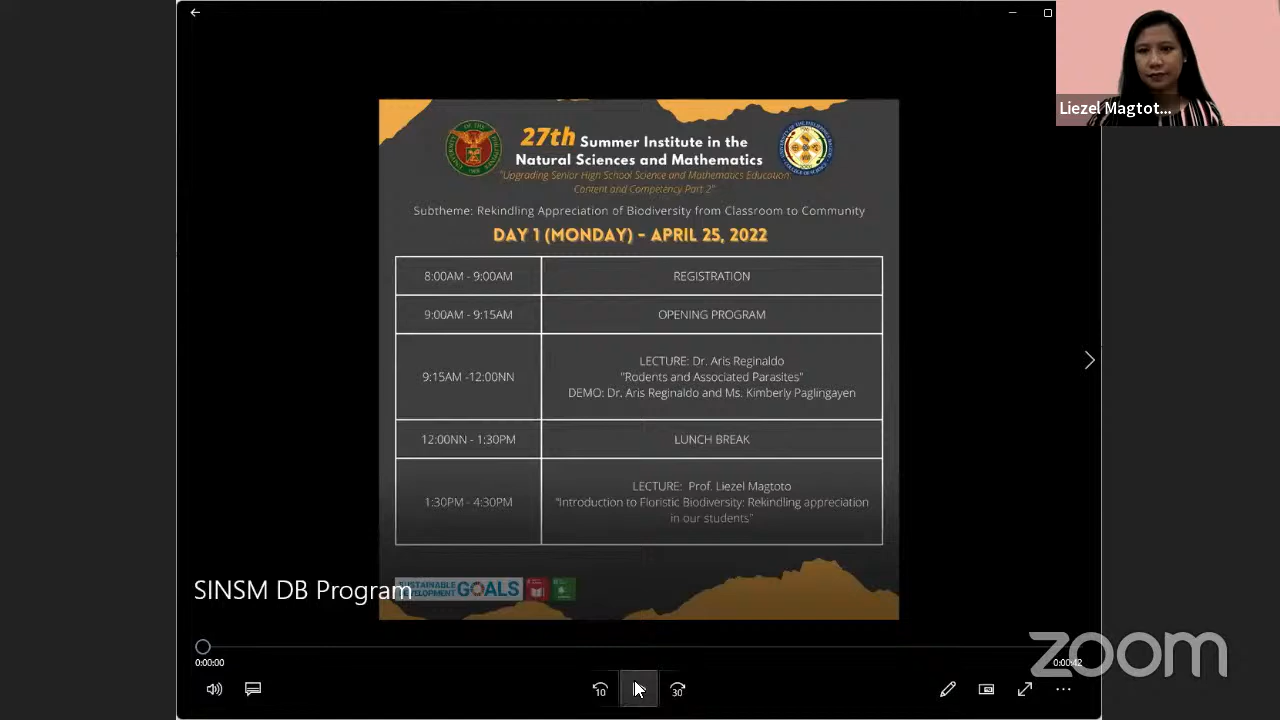 Liezel Magtot...
27th Summer Institute in the
Natural Sciences and Mathematics
"Upgrading Senior High School Science and Mathematics Education
Content and Competency Part 2"
Subtheme: Rekindling Appreciation of Biodiversity from Classroom to Community
DAY 1 (MONDAY) - APRIL 25, 2022
8:00AM - 9:00AM
REGISTRATION
9:00AM - 9:15AM
OPENING PROGRAM
9:15AM -12:00NN
LECTURE: Dr. Aris Reginaldo
"Rodents and Associated Parasites"
DEMO: Dr. Aris Reginaldo and Ms. Kimberly Paglingayen
12:00NN - 1:30PM
LUNCH BREAK
1:30PM - 4:30PM
LECTURE: Prof. Liezel Magtoto
"Introduction to Floristic Biodiversity: Rekindling appreciation
in our students"
SINSM DB Program
SUSTAINABLE
DEVELOPMENT GOALS
0:00:00
0:00:42
10
30
zoom